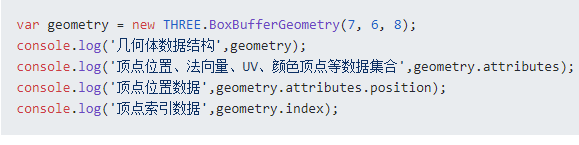 var geometry = new THREE.BoxBufferGeometry(7, 6, 8);
console.log('几何体数据结构',geometry);
console.log('顶点位置、法向量、UV、颜色顶点等数据集合',geometry.attributes);
console.log('顶点位置数据',geometry.attributes.position);
console.log('顶点索引数据',geometry.index);